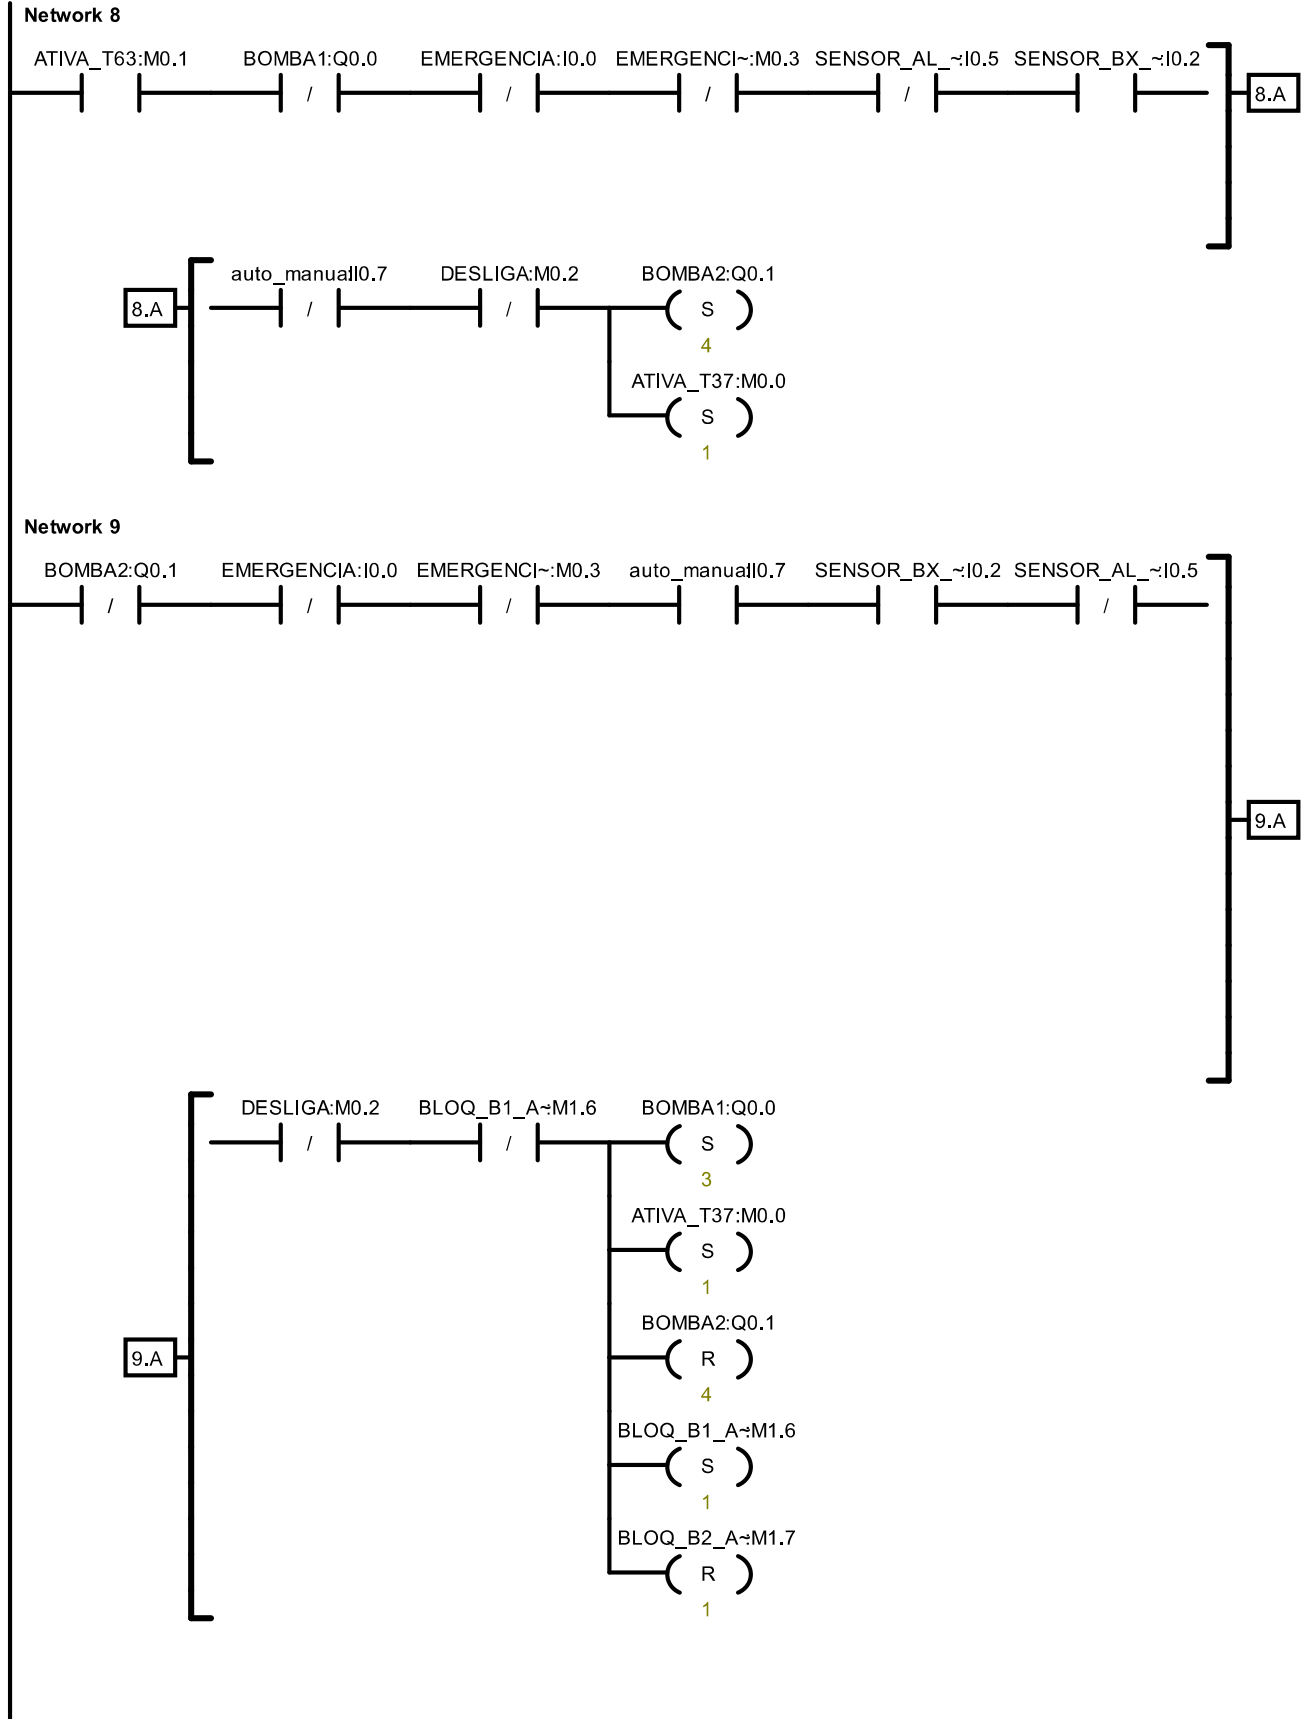 Network 8
ATIVA_T63:M0.1 BOMBA1:Q0.0 EMERGENCIA:I0.0 EMERGENCI~:M0.3 SENSOR_AL_~:I0.5 SENSOR_BX_~:I0.2
/ / / /
8.A
auto_manual:I0.7 DESLIGA:M0.2 BOMBA2:Q0.1
8.A / / S
4
ATIVA_T37:M0.0
S
1
Network 9
BOMBA2:Q0.1 EMERGENCIA:I0.0 EMERGENCI~:M0.3 auto_manual:I0.7 SENSOR_BX_~:I0.2 SENSOR_AL_~:I0.5
/ / / /
9.A
DESLIGA:M0.2 BLOQ_B1_A~:M1.6 BOMBA1:Q0.0
/ / S
3
ATIVA_T37:M0.0
S
1
BOMBA2:Q0.1
9.A R
4
BLOQ_B1_A~:M1.6
S
1
BLOQ_B2_A~:M1.7
R
1